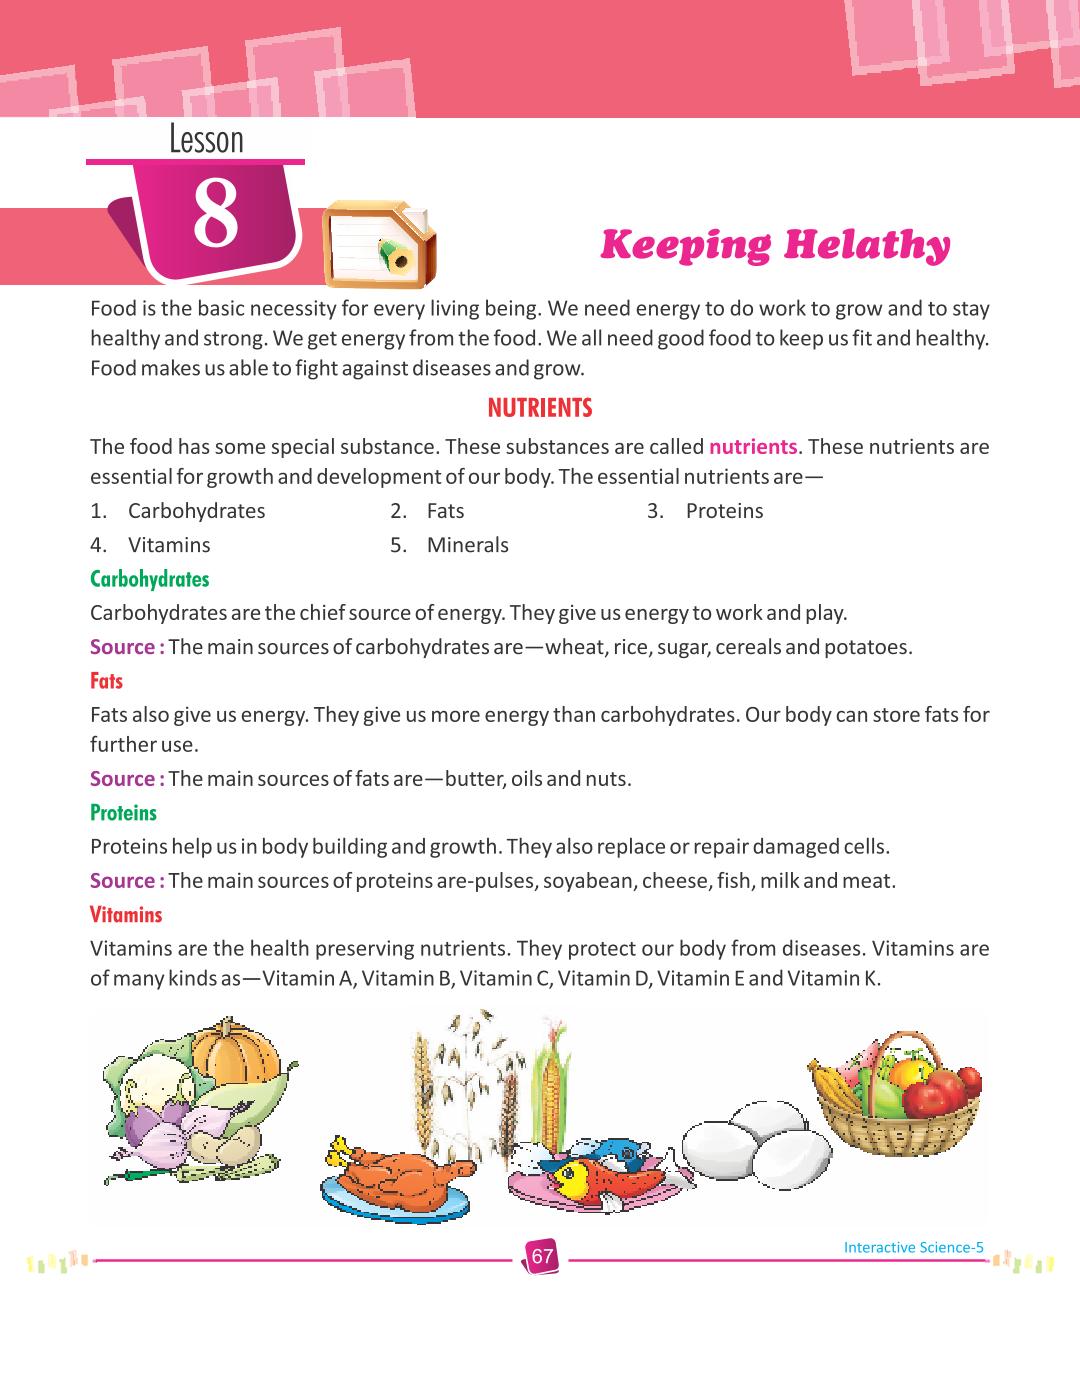 Lesson
8
Keeping Helathy
Food is the basic necessity for every living being. We need energy to do work to grow and to stay
healthy and strong. We get energy from the food. We all need good food to keep us fit and healthy.
Food makes us able to fight against diseases and grow.
NUTRIENTS
The food has some special substance. These substances are called nutrients. These nutrients are
essential for growth and development of our body. The essential nutrients are—
1. Carbohydrates 2. Fats 3. Proteins
4. Vitamins 5. Minerals
Carbohydrates
Carbohydrates are the chief source of energy. They give us energy to work and play.
Source : The main sources of carbohydrates are—wheat, rice, sugar, cereals and potatoes.
Fats
Fats also give us energy. They give us more energy than carbohydrates. Our body can store fats for
further use.
Source : The main sources of fats are—butter, oils and nuts.
Proteins
Proteins help us in body building and growth. They also replace or repair damaged cells.
Source : The main sources of proteins are-pulses, soyabean, cheese, fish, milk and meat.
Vitamins
Vitamins are the health preserving nutrients. They protect our body from diseases. Vitamins are
of many kinds as—Vitamin A, Vitamin B, Vitamin C, Vitamin D, Vitamin E and Vitamin K.
Interactive Science-5
67